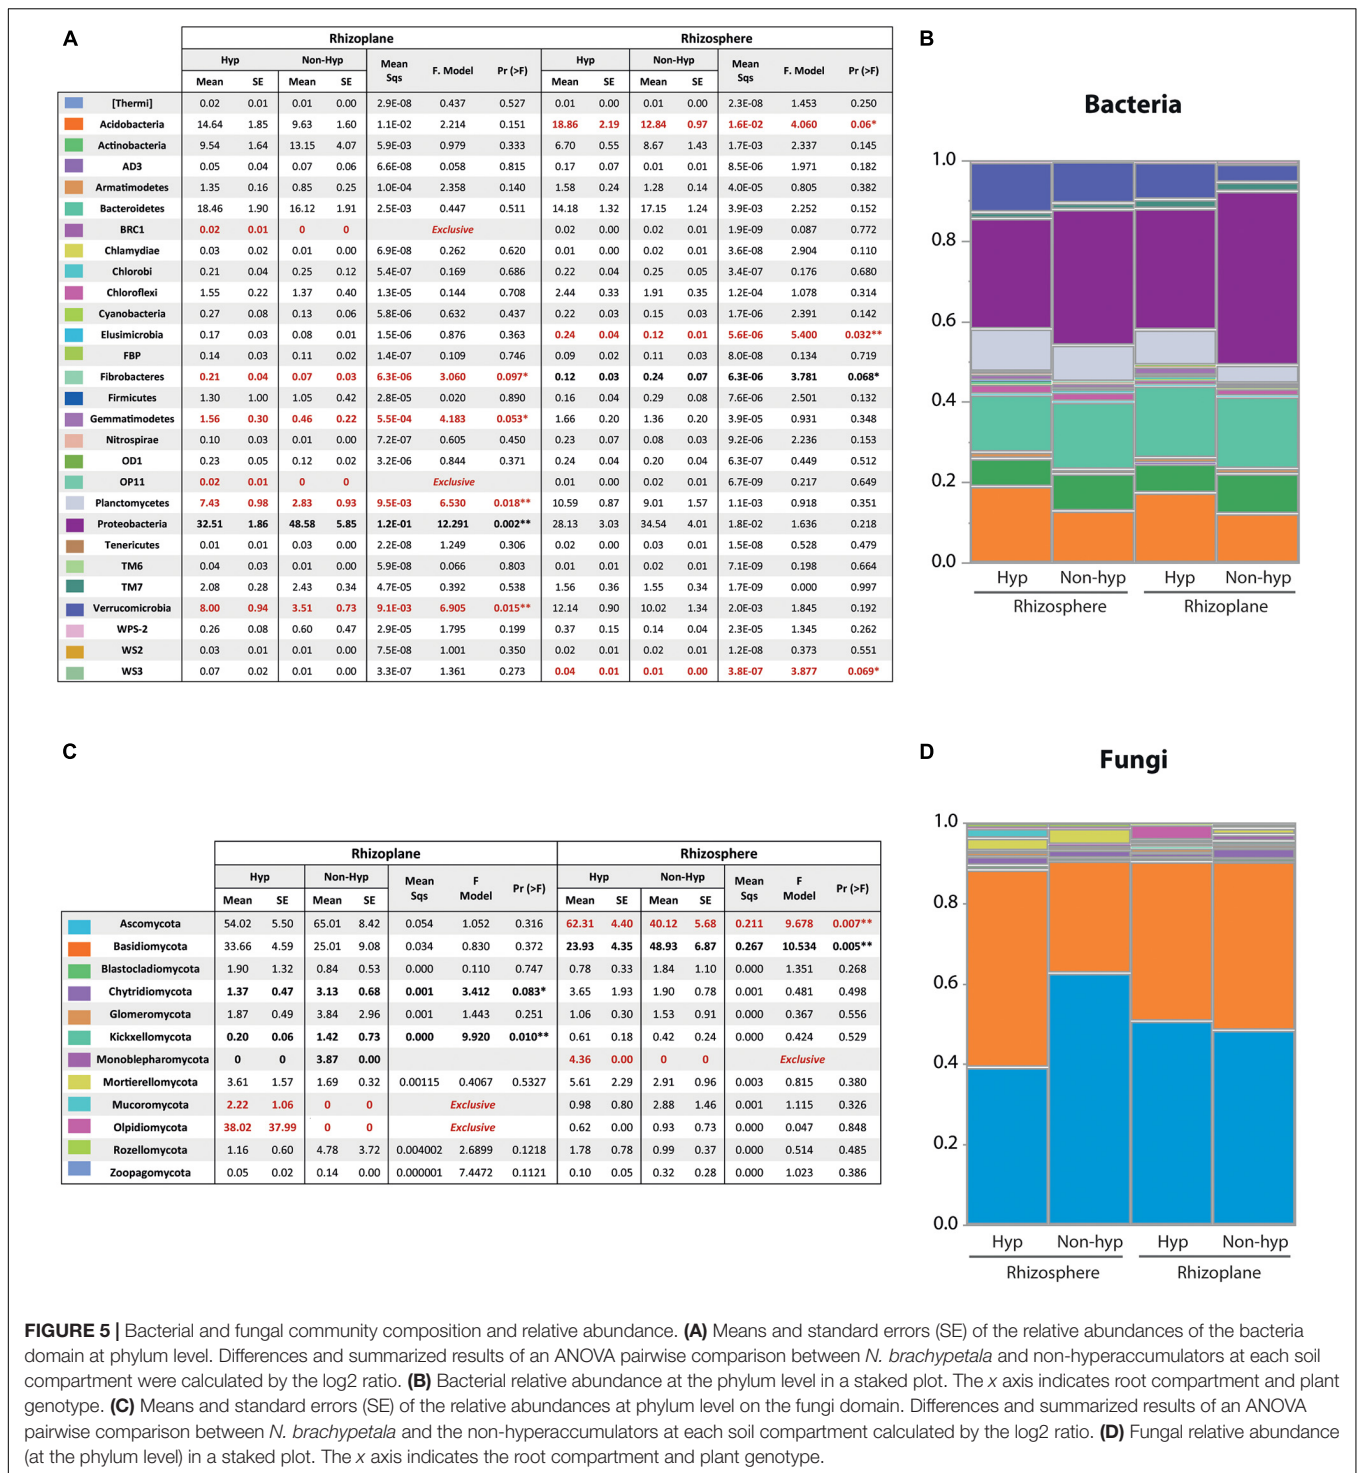 A
Rhizoplane Rhizosphere
Hyp Non-Hyp Mean Sqs F. Model Pr (>F) Hyp Non-Hyp Mean Sqs F. Model Pr (>F)
Mean SE Mean SE Mean SE Mean SE
[Thermi] 0.02 0.01 0.01 0.00 2.9E-08 0.437 0.527 0.01 0.00 0.01 0.00 2.3E-08 1.453 0.250
Acidobacteria 14.64 1.85 9.63 1.60 1.1E-02 2.214 0.151 18.86 2.19 12.84 0.97 1.6E-02 4.060 0.06*
Actinobacteria 9.54 1.64 13.15 4.07 5.9E-03 0.979 0.333 6.70 0.55 8.67 1.43 1.7E-03 2.337 0.145
AD3 0.05 0.04 0.07 0.06 6.6E-08 0.058 0.815 0.17 0.07 0.01 0.01 8.5E-06 1.971 0.182
Armatimodetes 1.35 0.16 0.85 0.25 1.0E-04 2.358 0.140 1.58 0.24 1.28 0.14 4.0E-05 0.805 0.382
Bacteroidetes 18.46 1.90 16.12 1.91 2.5E-03 0.447 0.511 14.18 1.32 17.15 1.24 3.9E-03 2.252 0.152
BRC1 0.02 0.01 0 0 Exclusive 0.02 0.00 0.02 0.01 1.9E-09 0.087 0.772
Chlamydiae 0.03 0.02 0.01 0.00 6.9E-08 0.262 0.620 0.01 0.00 0.02 0.01 3.6E-08 2.904 0.110
Chlorobi 0.21 0.04 0.25 0.12 5.4E-07 0.169 0.686 0.22 0.04 0.25 0.05 3.4E-07 0.176 0.680
Chloroflexi 1.55 0.22 1.37 0.40 1.3E-05 0.144 0.708 2.44 0.33 1.91 0.35 1.2E-04 1.078 0.314
Cyanobacteria 0.27 0.08 0.13 0.06 5.8E-06 0.632 0.437 0.22 0.03 0.15 0.03 1.7E-06 2.391 0.142
Elusimicrobia 0.17 0.03 0.08 0.01 1.5E-06 0.876 0.363 0.24 0.04 0.12 0.01 5.6E-06 5.400 0.032**
FBP 0.14 0.03 0.11 0.02 1.4E-07 0.109 0.746 0.09 0.02 0.11 0.03 8.0E-08 0.134 0.719
Fibrobacteres 0.21 0.04 0.07 0.03 6.3E-06 3.060 0.097* 0.12 0.03 0.24 0.07 6.3E-06 3.781 0.068*
Firmicutes 1.30 1.00 1.05 0.42 2.8E-05 0.020 0.890 0.16 0.04 0.29 0.08 7.6E-06 2.501 0.132
Gemmatimodetes 1.56 0.30 0.46 0.22 5.5E-04 4.183 0.053* 1.66 0.20 1.36 0.20 3.9E-05 0.931 0.348
Nitrospirae 0.10 0.03 0.01 0.00 7.2E-07 0.605 0.450 0.23 0.07 0.08 0.03 9.2E-06 2.236 0.153
OD1 0.23 0.05 0.12 0.02 3.2E-06 0.844 0.371 0.24 0.04 0.20 0.04 6.3E-07 0.449 0.512
OP11 0.02 0.01 0 0 Exclusive 0.01 0.00 0.02 0.01 6.7E-09 0.217 0.649
Planctomycetes 7.43 0.98 2.83 0.93 9.5E-03 6.530 0.018** 10.59 0.87 9.01 1.57 1.1E-03 0.918 0.351
Proteobacteria 32.51 1.86 48.58 5.85 1.2E-01 12.291 0.002** 28.13 3.03 34.54 4.01 1.8E-02 1.636 0.218
Tenericutes 0.01 0.01 0.03 0.00 2.2E-08 1.249 0.306 0.02 0.00 0.03 0.01 1.5E-08 0.528 0.479
TM6 0.04 0.03 0.01 0.00 5.9E-08 0.066 0.803 0.01 0.01 0.02 0.01 7.1E-09 0.198 0.664
TM7 2.08 0.28 2.43 0.34 4.7E-05 0.392 0.538 1.56 0.36 1.55 0.34 1.7E-09 0.000 0.997
Verrucomicrobia 8.00 0.94 3.51 0.73 9.1E-03 6.905 0.015** 12.14 0.90 10.02 1.34 2.0E-03 1.845 0.192
WPS-2 0.26 0.08 0.60 0.47 2.9E-05 1.795 0.199 0.37 0.15 0.14 0.04 2.3E-05 1.345 0.262
WS2 0.03 0.01 0.01 0.00 7.5E-08 1.001 0.350 0.02 0.01 0.02 0.01 1.2E-08 0.373 0.551
WS3 0.07 0.02 0.01 0.00 3.3E-07 1.361 0.273 0.04 0.01 0.01 0.00 3.8E-07 3.877 0.069*
B
Bacteria
1.0
0.8
0.6
0.4
0.2
0.0
Hyp Non-hyp Hyp Non-hyp
Rhizosphere Rhizoplane
C
Rhizoplane Rhizosphere
Hyp Non-Hyp Mean Sqs F Model Pr (>F) Hyp Non-Hyp Mean Sqs F Model Pr (>F)
Mean SE Mean SE Mean SE Mean SE
Ascomycota 54.02 5.50 65.01 8.42 0.054 1.052 0.316 62.31 4.40 40.12 5.68 0.211 9.678 0.007**
Basidiomycota 33.66 4.59 25.01 9.08 0.034 0.830 0.372 23.93 4.35 48.93 6.87 0.267 10.534 0.005**
Blastocladiomycota 1.90 1.32 0.84 0.53 0.000 0.110 0.747 0.78 0.33 1.84 1.10 0.000 1.351 0.268
Chytridiomycota 1.37 0.47 3.13 0.68 0.001 3.412 0.083* 3.65 1.93 1.90 0.78 0.001 0.481 0.498
Glomeromycota 1.87 0.49 3.84 2.96 0.001 1.443 0.251 1.06 0.30 1.53 0.91 0.000 0.367 0.556
Kickxellomycota 0.20 0.06 1.42 0.73 0.000 9.920 0.010** 0.61 0.18 0.42 0.24 0.000 0.424 0.529
Monoblepharomycota 0 0 3.87 0.00 4.36 0.00 0 0 Exclusive
Mortierellomycota 3.61 1.57 1.69 0.32 0.00115 0.4067 0.5327 5.61 2.29 2.91 0.96 0.003 0.815 0.380
Mucoromycota 2.22 1.06 0 0 Exclusive 0.98 0.80 2.88 1.46 0.001 1.115 0.326
Olpidiomycota 38.02 37.99 0 0 Exclusive 0.62 0.00 0.93 0.73 0.000 0.047 0.848
Rozellomycota 1.16 0.60 4.78 3.72 0.004002 2.6899 0.1218 1.78 0.78 0.99 0.37 0.000 0.514 0.485
Zoopagomycota 0.05 0.02 0.14 0.00 0.000001 7.4472 0.1121 0.10 0.05 0.32 0.28 0.000 1.023 0.386
D
Fungi
1.0
0.8
0.6
0.4
0.2
0.0
Hyp Non-hyp Hyp Non-hyp
Rhizosphere Rhizoplane
FIGURE 5 | Bacterial and fungal community composition and relative abundance. (A) Means and standard errors (SE) of the relative abundances of the bacteria
domain at phylum level. Differences and summarized results of an ANOVA pairwise comparison between N. brachypetala and non-hyperaccumulators at each soil
compartment were calculated by the log2 ratio. (B) Bacterial relative abundance at the phylum level in a staked plot. The x axis indicates root compartment and plant
genotype. (C) Means and standard errors (SE) of the relative abundances at phylum level on the fungi domain. Differences and summarized results of an ANOVA
pairwise comparison between N. brachypetala and the non-hyperaccumulators at each soil compartment calculated by the log2 ratio. (D) Fungal relative abundance
(at the phylum level) in a staked plot. The x axis indicates the root compartment and plant genotype.